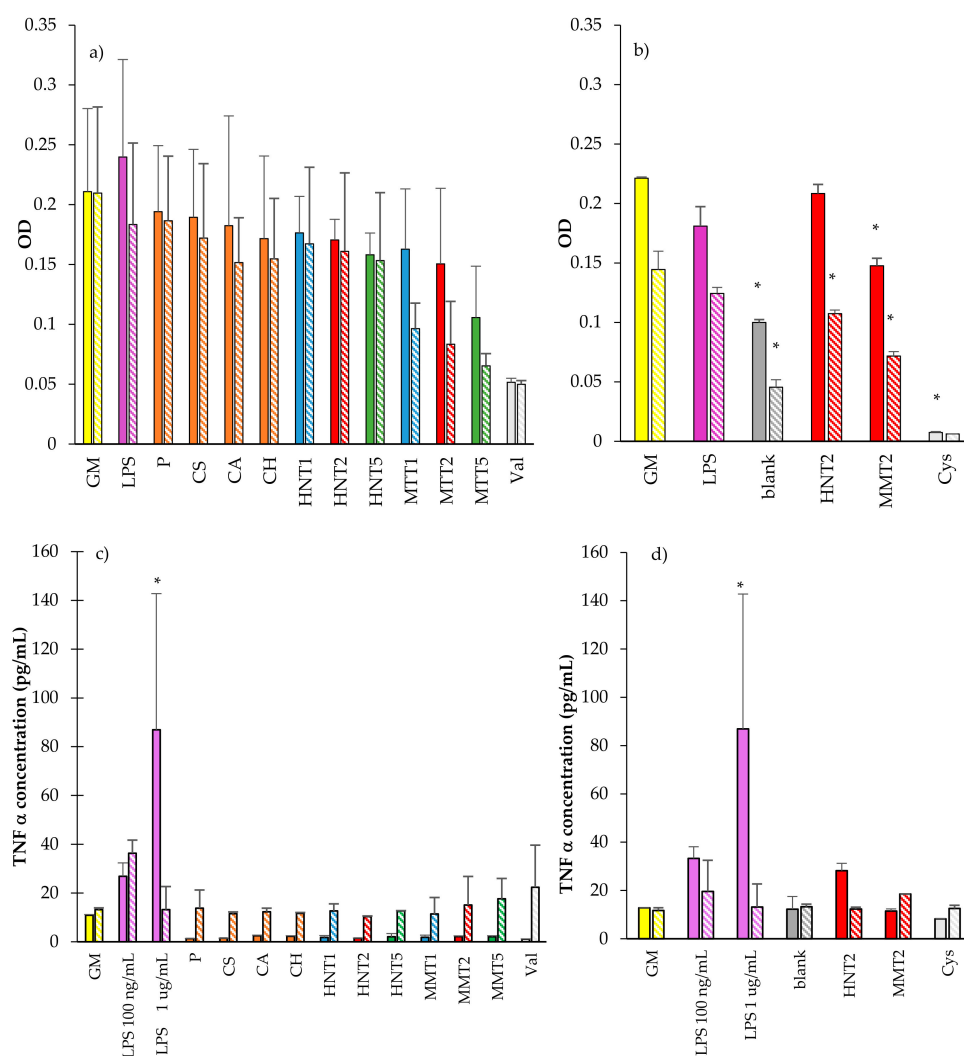 a)
0.35
0.3
0.25
0.2
0.15
0.1
0.05
0
OD
GM
LPS
P
CS
CA
CH
HNT1
HNT2
HNT5
MTT1
MTT2
MTT5
Val
b)
0.35
0.3
0.25
0.2
0.15
0.1
0.05
0
OD
* * * * * *
GM
LPS
blank
HNT2
MMT2
Cys
c)
160
140
120
100
80
60
40
20
0
TNF α concentration (pg/mL)
*
GM
LPS 100 ng/mL
LPS 1 ug/mL
P
CS
CA
CH
HNT1
HNT2
HNT5
MMT1
MMT2
MMT5
Val
d)
160
140
120
100
80
60
40
20
0
TNF α concentration (pg/mL)
*
GM
LPS 100 ng/mL
LPS 1 ug/mL
blank
HNT2
MMT2
Cys